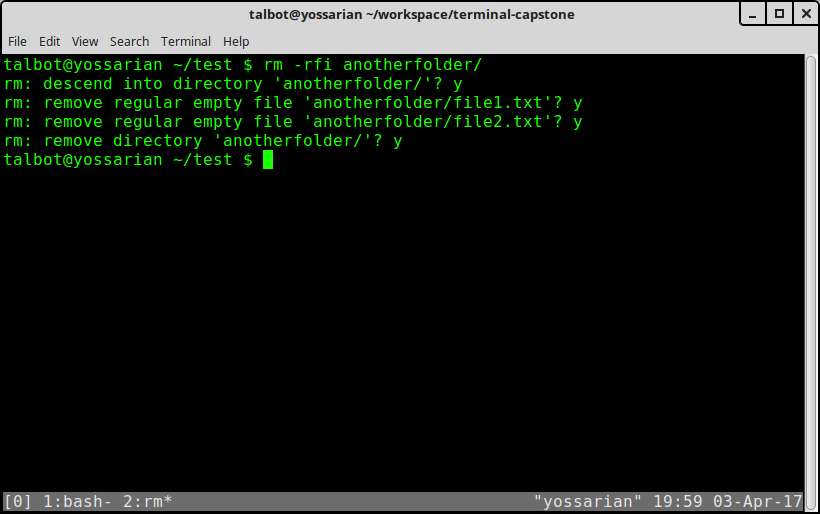 talbot@yossarian ~/workspace/terminal-capstone
File Edit View Search Terminal Help
talbot@yossarian ~/test $ rm -rfi anotherfolder/
rm: descend into directory 'anotherfolder/'? y
rm: remove regular empty file 'anotherfolder/file1.txt'? y
rm: remove regular empty file 'anotherfolder/file2.txt'? y
rm: remove directory 'anotherfolder/'? y
talbot@yossarian ~/test $
[0] 1:bash- 2:rm* "yossarian" 19:59 03-Apr-17